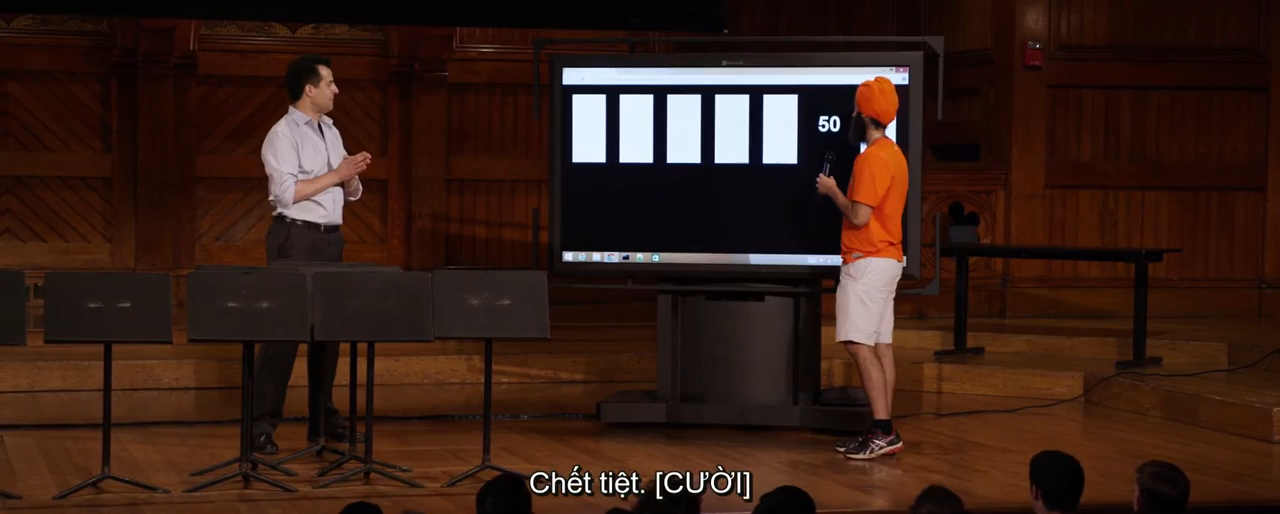 50
Chết tiệt. [CƯỜI]